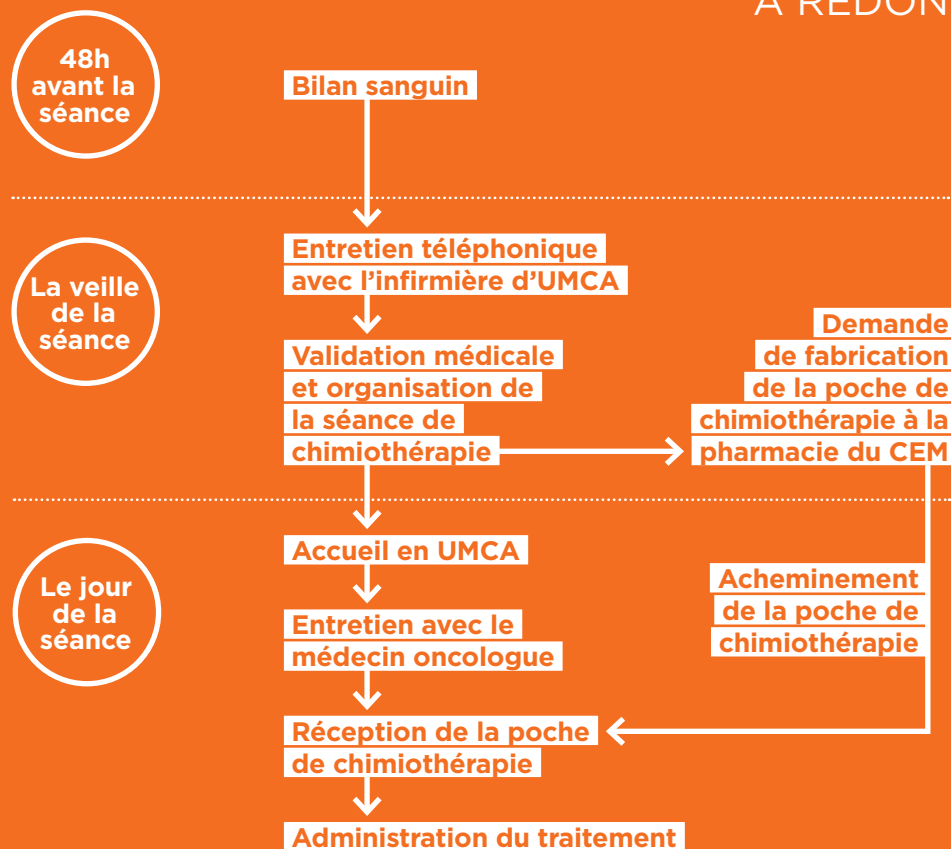 À REDON
48h
avant la
séance
Bilan sanguin
La veille
de la
séance
Entretien téléphonique
avec l'infirmière d'UMCA
Validation médicale
et organisation de
la séance de
chimiothérapie
Demande
de fabrication
de la poche de
chimiothérapie à la
pharmacie du CEM
Le jour
de la
séance
Accueil en UMCA
Entretien avec le
médecin oncologue
Acheminement
de la poche de
chimiothérapie
Réception de la poche
de chimiothérapie
Administration du traitement